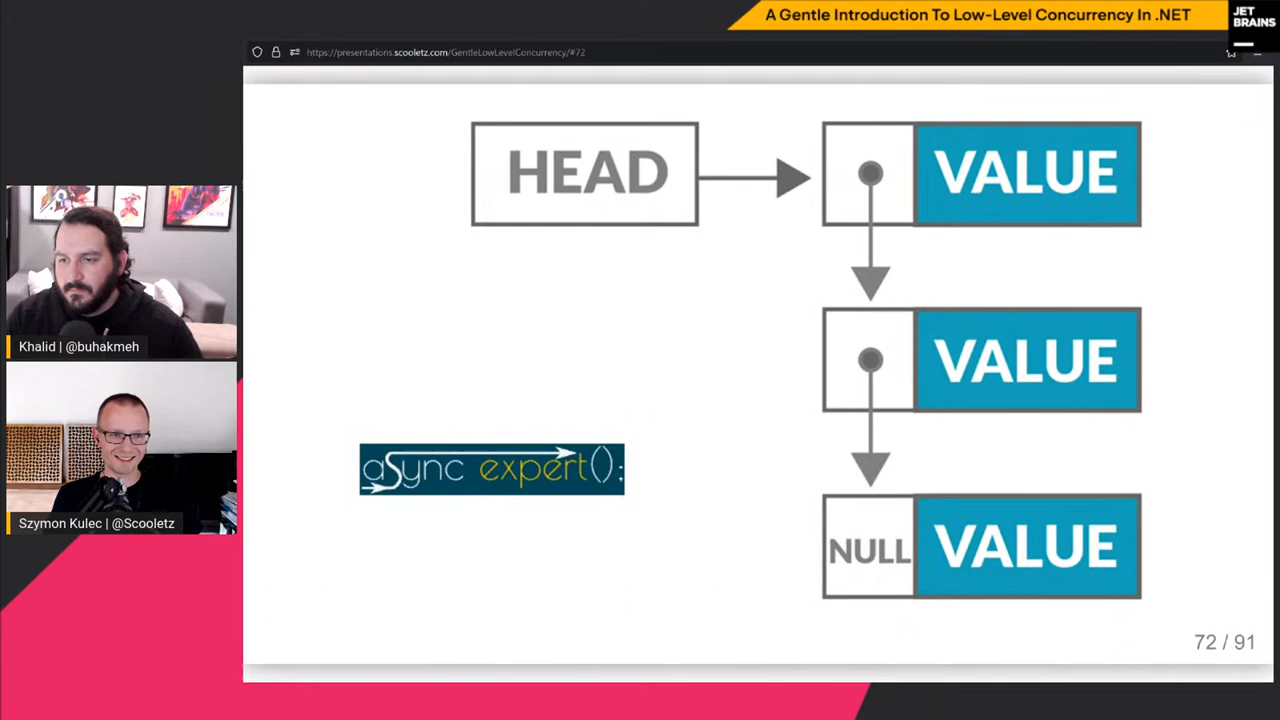 A Gentle Introduction To Low-Level Concurrency In .NET
JET
BRAINS
https://presentations.scooletz.com/GentleLowLevelConcurrency/#72
HEAD
VALUE
VALUE
NULL
VALUE
async expert();
Khalid | @buhakmeh
Szymon Kulec | @Scooletz
72 / 91